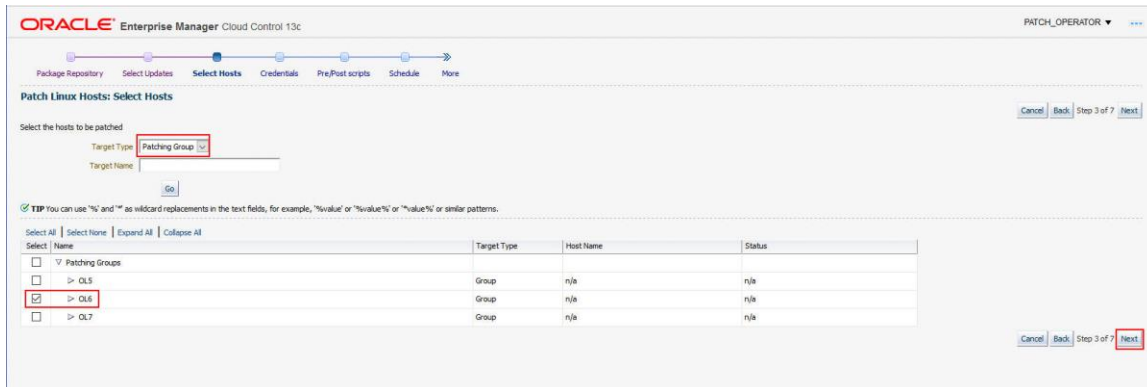 ORACLE Enterprise Manager Cloud Control 13c PATCH_OPERATOR
Package Repository Select Updates Select Hosts Credentials Pre/Post scripts Schedule More
Patch Linux Hosts: Select Hosts
Cancel Back Step 3 of 7 Next
Select the hosts to be patched
Target Type Patching Group
Target Name
Go
TIP You can use '%' and '*' as wildcard replacements in the text fields, for example, '%value' or '%value%' or '*value%' or similar patterns.
Select All | Select None | Expand All | Collapse All
Select Name Target Type Host Name Status
Patching Groups
OL5 Group n/a n/a
OL6 Group n/a n/a
OL7 Group n/a n/a
Cancel Back Step 3 of 7 Next